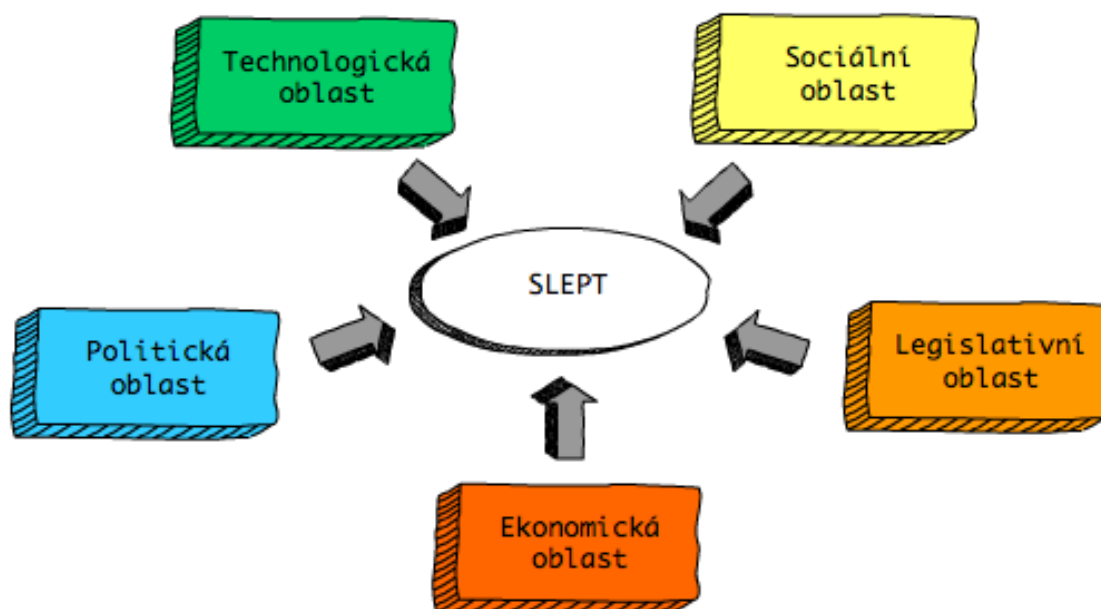 Technologická
oblast
Sociální
oblast
SLEPT
Politická
oblast
Legislativní
oblast
Ekonomická
oblast